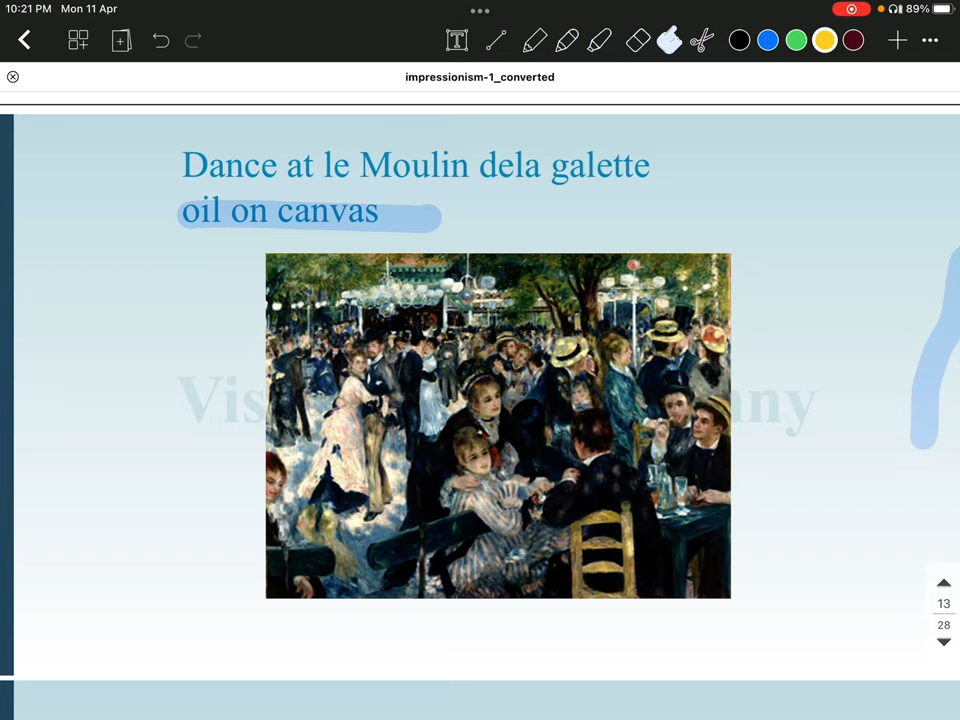 10:21 PM Mon 11 Apr
89%
impressionism-1_converted
Dance at le Moulin dela galette
oil on canvas
13
28